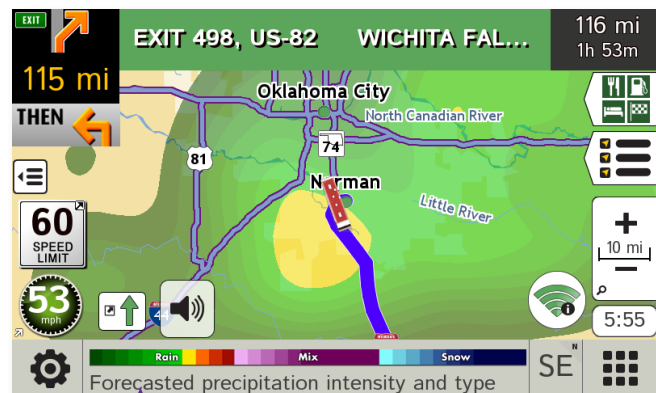 EXIT
EXIT 498, US-82 WICHITA FAL...
116 mi
1h 53m
115 mi
THEN
Oklahoma City
North Canadian River
74
81
Norman
Little River
60
SPEED
LIMIT
+
10 mi
−
53
mph
44
5:55
Rain Mix Snow
Forecasted precipitation intensity and type
SE
N